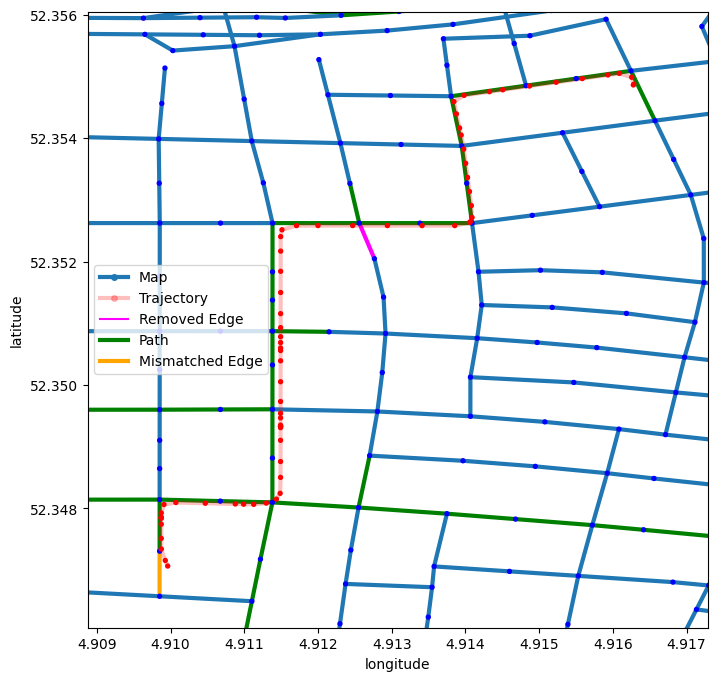 52.356
52.354
52.352
52.350
52.348
latitude
Map
Trajectory
Removed Edge
Path
Mismatched Edge
4.909 4.910 4.911 4.912 4.913 4.914 4.915 4.916 4.917
longitude